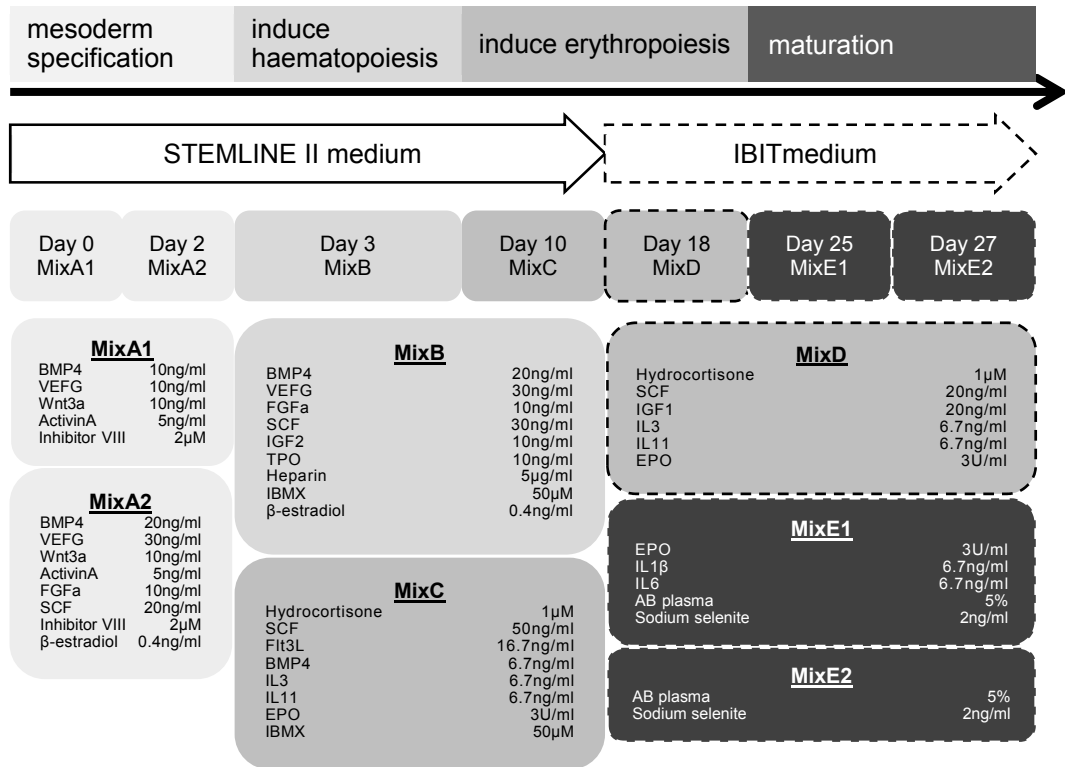 mesoderm
specification
induce
haematopoiesis
induce erythropoiesis
maturation
STEMLINE II medium
IBITmedium
Day 0
MixA1
Day 2
MixA2
Day 3
MixB
Day 10
MixC
Day 18
MixD
Day 25
MixE1
Day 27
MixE2
MixA1
BMP4 10ng/ml
VEFG 10ng/ml
Wnt3a 10ng/ml
ActivinA 5ng/ml
Inhibitor VIII 2µM
MixA2
BMP4 20ng/ml
VEFG 30ng/ml
Wnt3a 10ng/ml
ActivinA 5ng/ml
FGFa 10ng/ml
SCF 20ng/ml
Inhibitor VIII 2µM
β-estradiol 0.4ng/ml
MixB
BMP4 20ng/ml
VEFG 30ng/ml
FGFa 10ng/ml
SCF 30ng/ml
IGF2 10ng/ml
TPO 10ng/ml
Heparin 5µg/ml
IBMX 50µM
β-estradiol 0.4ng/ml
MixC
Hydrocortisone 1µM
SCF 50ng/ml
Flt3L 16.7ng/ml
BMP4 6.7ng/ml
IL3 6.7ng/ml
IL11 6.7ng/ml
EPO 3U/ml
IBMX 50µM
MixD
Hydrocortisone 1µM
SCF 20ng/ml
IGF1 20ng/ml
IL3 6.7ng/ml
IL11 6.7ng/ml
EPO 3U/ml
MixE1
EPO 3U/ml
IL1β 6.7ng/ml
IL6 6.7ng/ml
AB plasma 5%
Sodium selenite 2ng/ml
MixE2
AB plasma 5%
Sodium selenite 2ng/ml